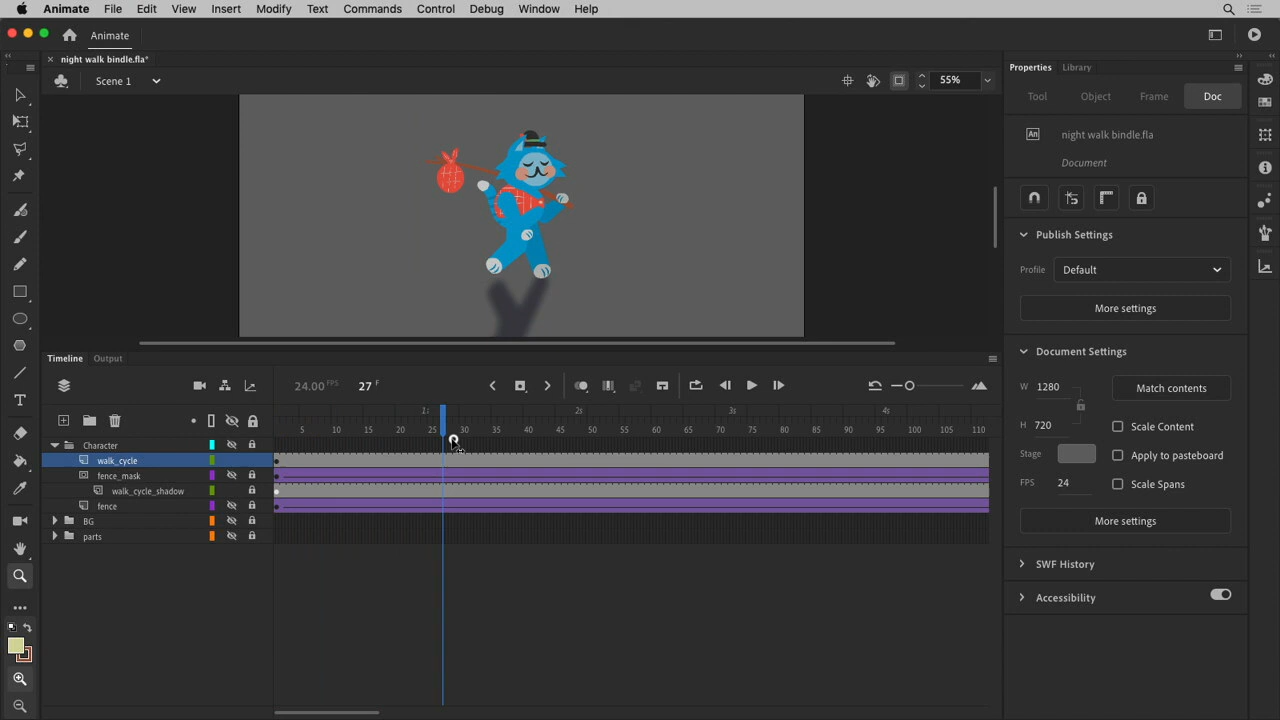 Animate File Edit View Insert Modify Text Commands Control Debug Window Help
Animate
night walk bindle.fla*
Scene 1
55%
Properties Library
Tool Object Frame Doc
An night walk bindle.fla
Document
Publish Settings
Profile Default
More settings
Document Settings
W 1280 Match contents
H 720 Scale Content
Stage Apply to pasteboard
FPS 24 Scale Spans
More settings
SWF History
Accessibility
Timeline Output
24.00 FPS 27 F
1s 2s 3s 4s
5 10 15 20 25 30 35 40 45 50 55 60 65 70 75 80 85 90 95 100 105 110
Character
walk_cycle
fence_mask
walk_cycle_shadow
fence
BG
parts